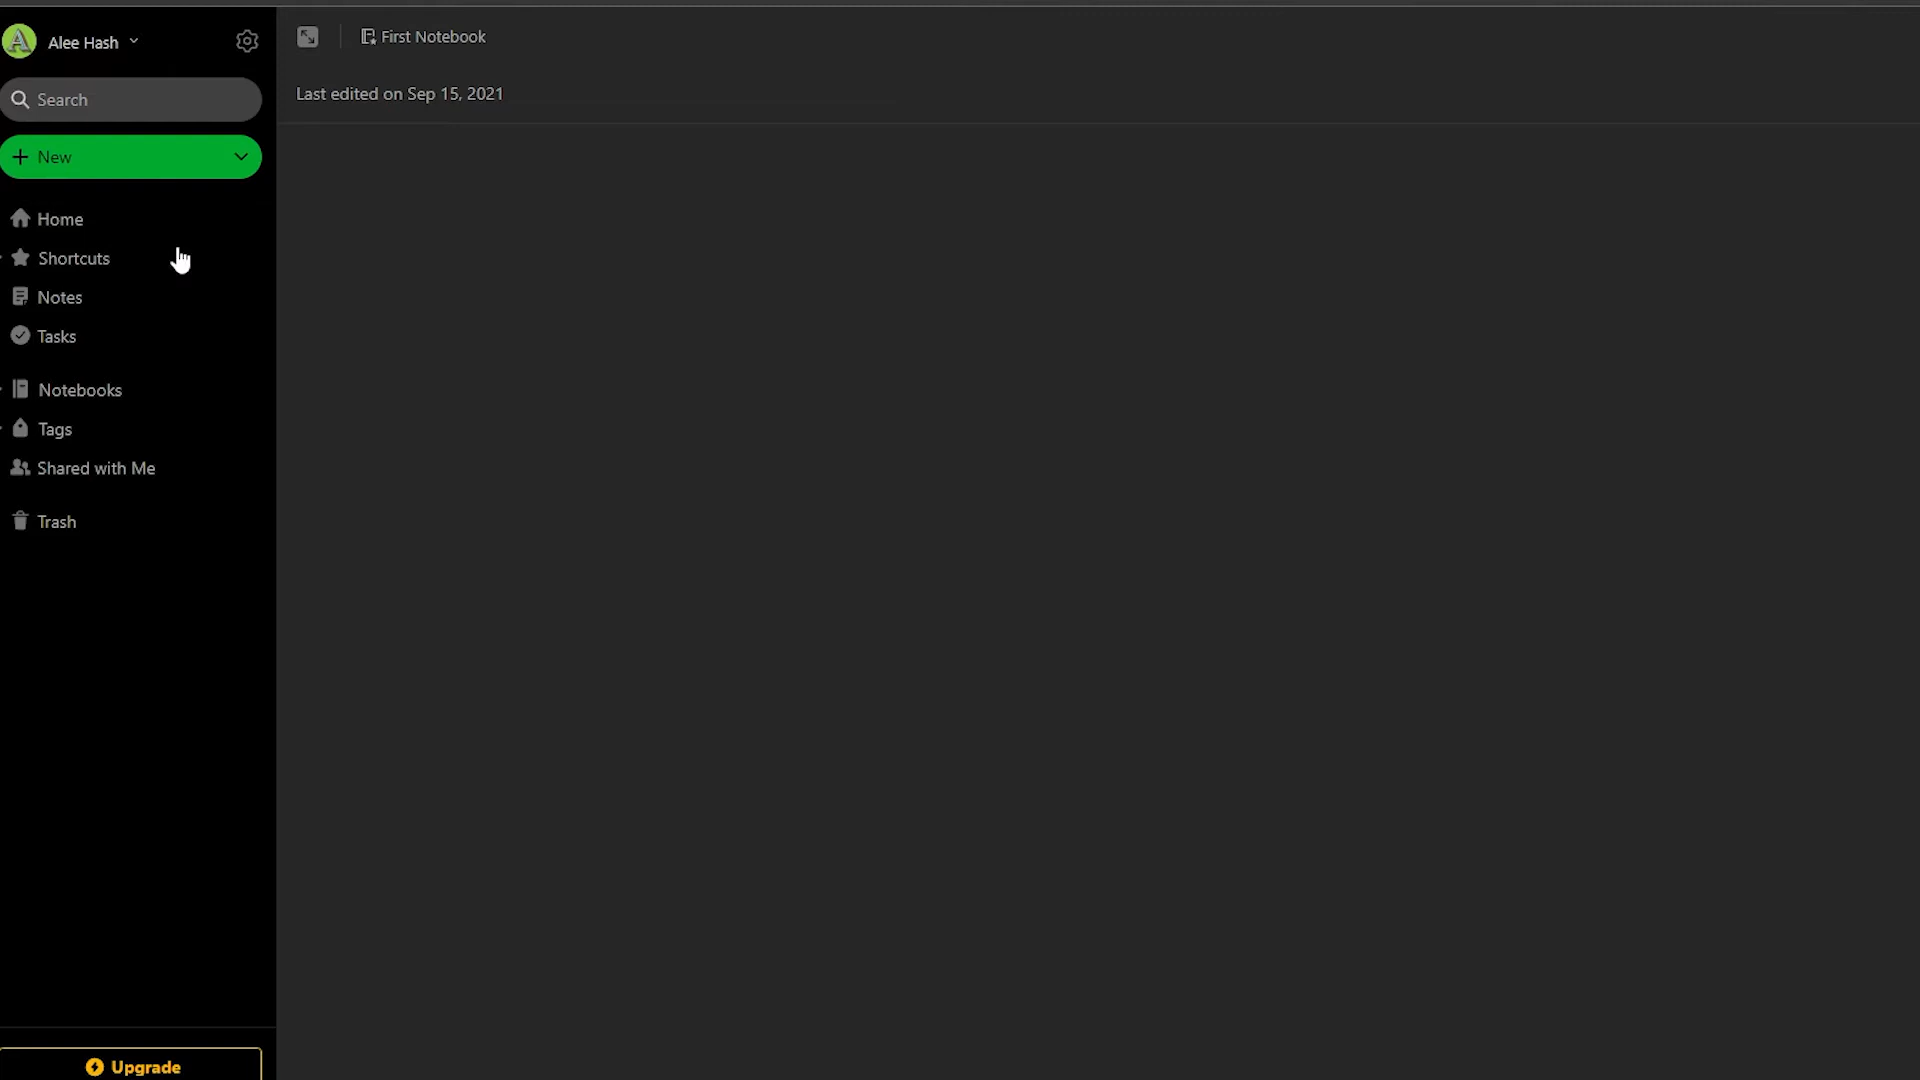 Alee Hash
Search
New
Home
Shortcuts
Notes
Tasks
Notebooks
Tags
Shared with Me
Trash
Upgrade
First Notebook
Last edited on Sep 15, 2021